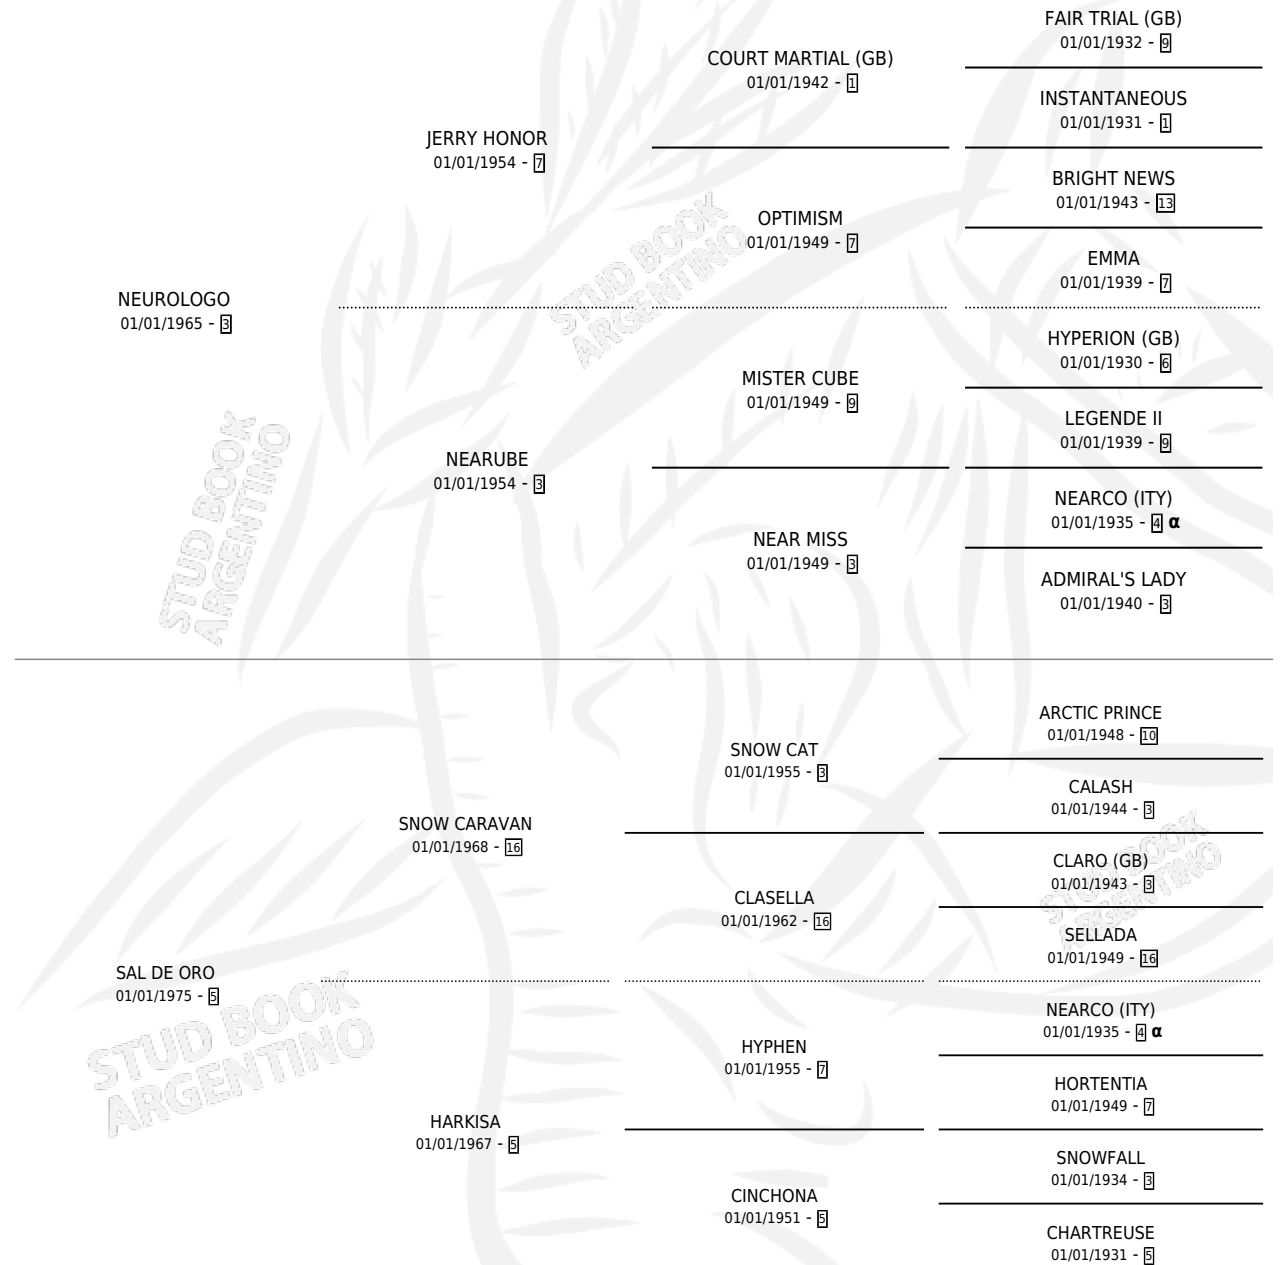 FAIR TRIAL (GB)
01/01/1932 - 9
COURT MARTIAL (GB)
01/01/1942 - 1
INSTANTANEOUS
01/01/1931 - 1
JERRY HONOR
01/01/1954 - 7
BRIGHT NEWS
01/01/1943 - 13
OPTIMISM
01/01/1949 - 7
EMMA
01/01/1939 - 7
NEUROLOGO
01/01/1965 - 3
HYPERION (GB)
01/01/1930 - 6
MISTER CUBE
01/01/1949 - 9
LEGENDE II
01/01/1939 - 9
NEARUBE
01/01/1954 - 3
NEARCO (ITY)
01/01/1935 - 4 α
NEAR MISS
01/01/1949 - 3
ADMIRAL'S LADY
01/01/1940 - 3
ARCTIC PRINCE
01/01/1948 - 10
SNOW CAT
01/01/1955 - 3
CALASH
01/01/1944 - 3
SNOW CARAVAN
01/01/1968 - 16
CLARO (GB)
01/01/1943 - 3
CLASELLA
01/01/1962 - 16
SELLADA
01/01/1949 - 16
SAL DE ORO
01/01/1975 - 5
NEARCO (ITY)
01/01/1935 - 4 α
HYPHEN
01/01/1955 - 7
HORTENTIA
01/01/1949 - 7
HARKISA
01/01/1967 - 5
SNOWFALL
01/01/1934 - 3
CINCHONA
01/01/1951 - 5
CHARTREUSE
01/01/1931 - 5
STUD BOOK
ARGENTINO
STUD BOOK
ARGENTINO
STUD BOOK
ARGENTINO
STUD BOOK
ARGENTINO